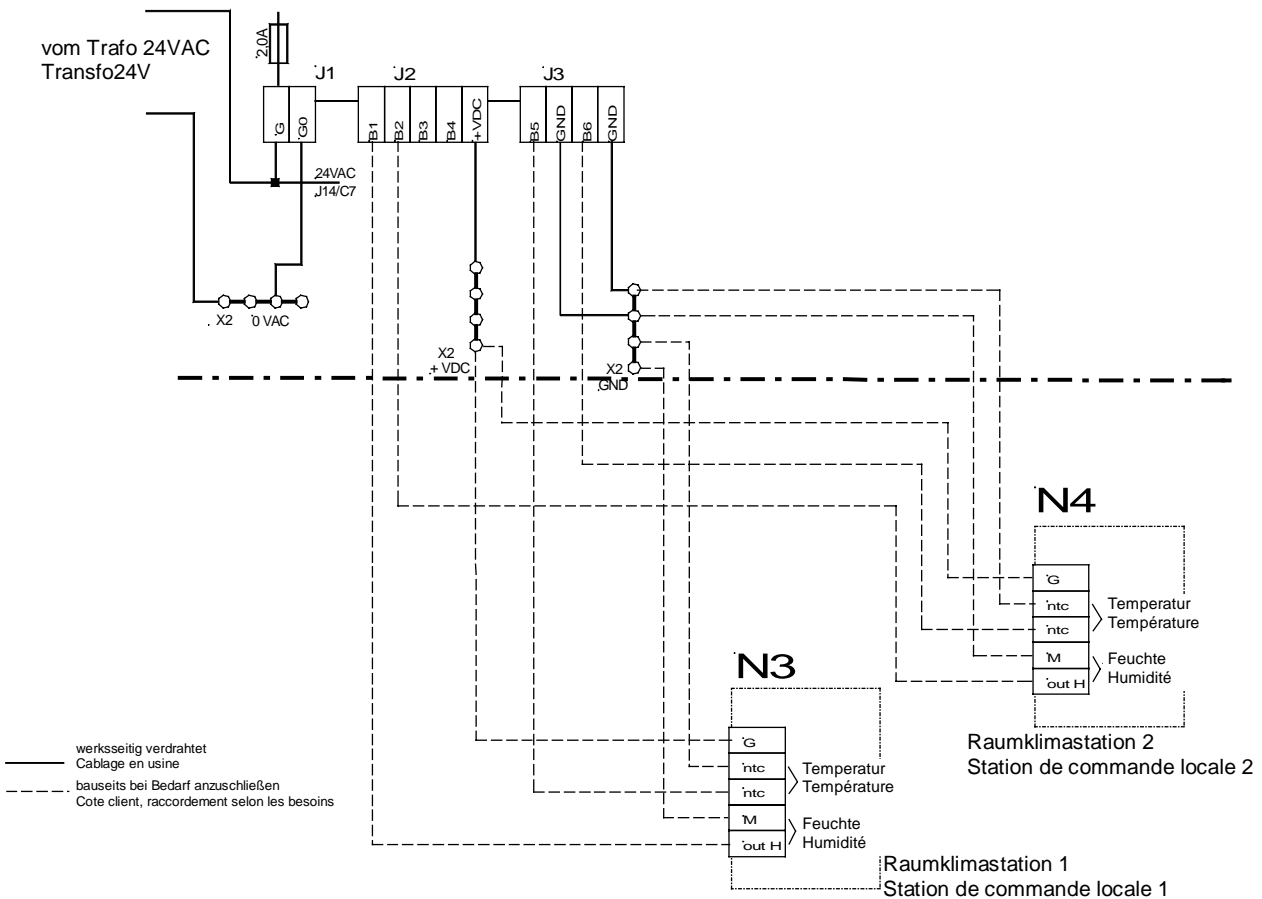 vom Trafo 24VAC
Transfo24V
2,0A
J1
J2
J3
G
G0
B1
B2
B3
B4
+VDC
B5
GND
B6
GND
24VAC
J14/C7
X2
0 VAC
X2
+ VDC
X2
GND
N4
G
ntc
ntc
M
out H
Temperatur
Température
Feuchte
Humidité
Raumklimastation 2
Station de commande locale 2
N3
G
ntc
ntc
M
out H
Temperatur
Température
Feuchte
Humidité
Raumklimastation 1
Station de commande locale 1
werksseitig verdrahtet
Cablage en usine
bauseits bei Bedarf anzuschließen
Cote client, raccordement selon les besoins